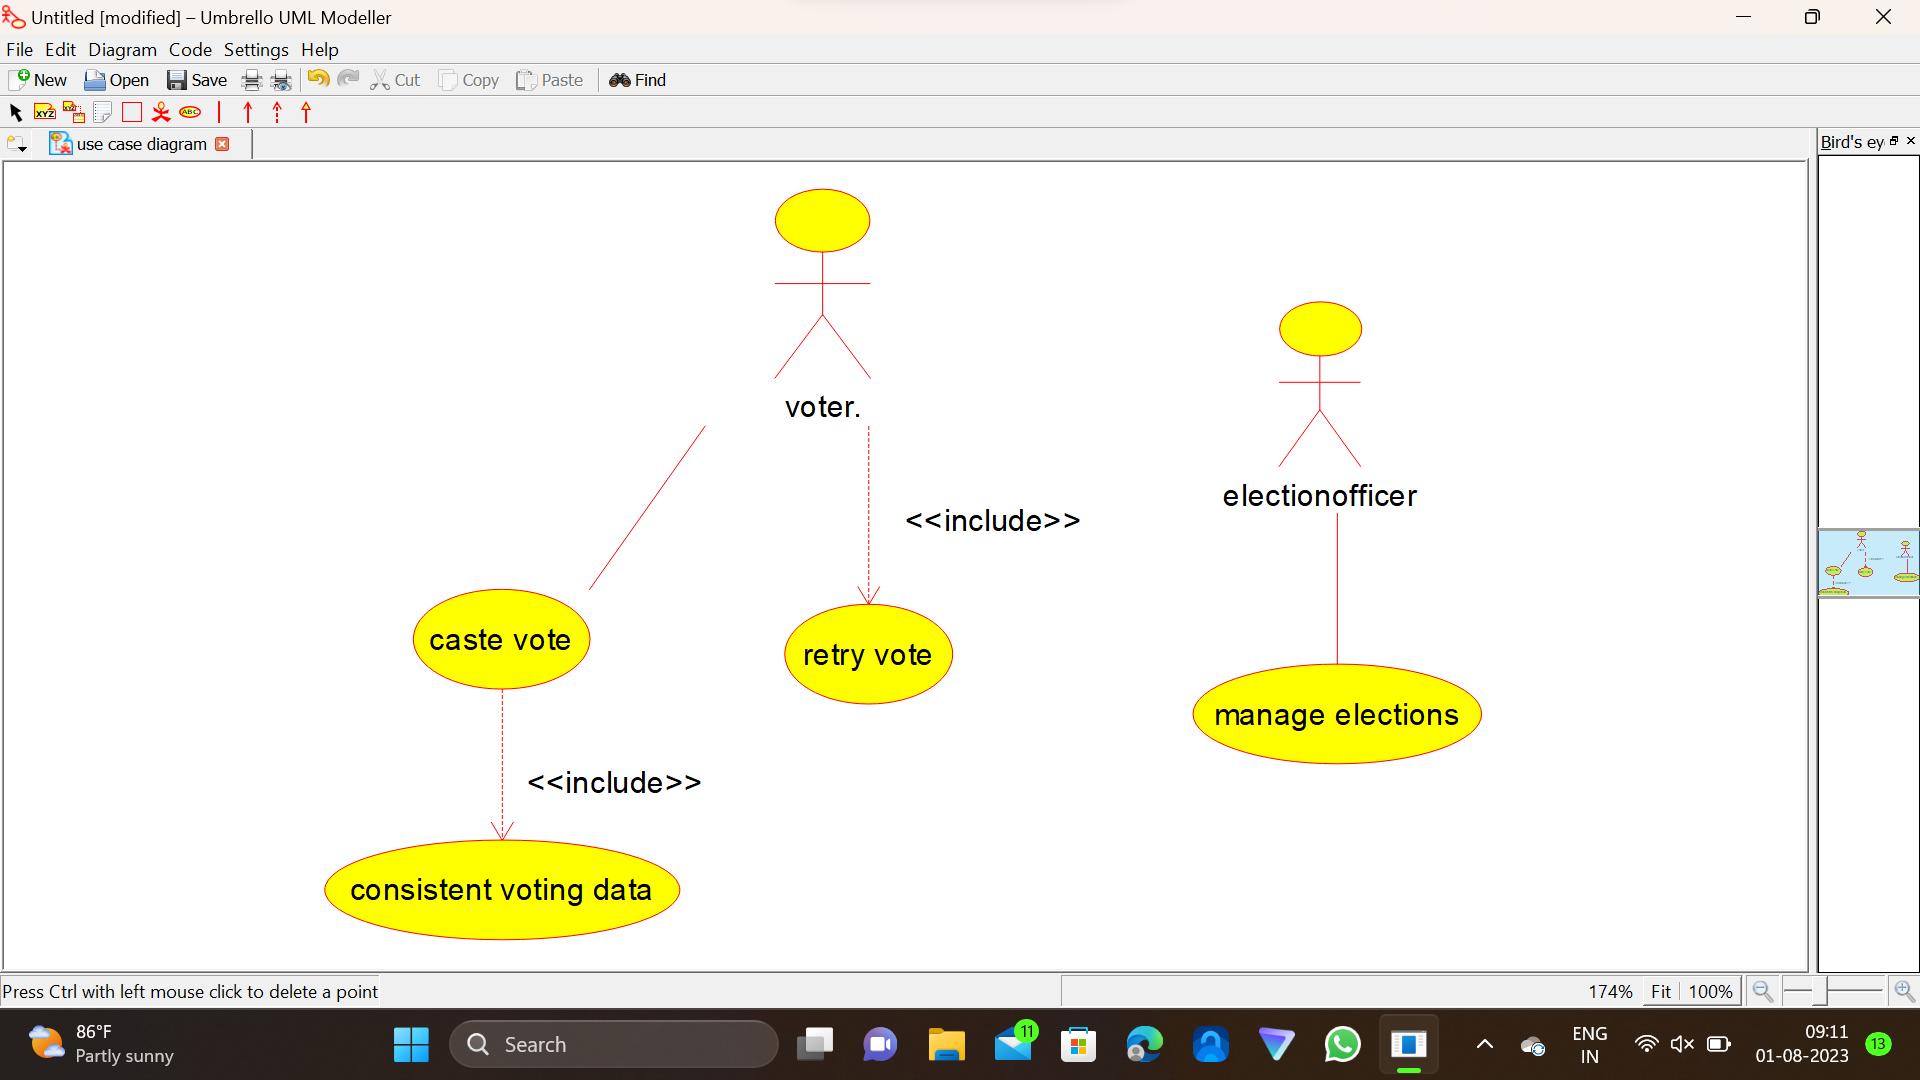 Untitled [modified] – Umbrello UML Modeller
File Edit Diagram Code Settings Help
New Open Save Cut Copy Paste Find
XYZ XYZ ABC
use case diagram
Bird's ey
voter.
electionofficer
<<include>>
caste vote
retry vote
manage elections
<<include>>
consistent voting data
Press Ctrl with left mouse click to delete a point
174% Fit 100%
86°F
Partly sunny
Search
11
ENG
IN
09:11
01-08-2023
13